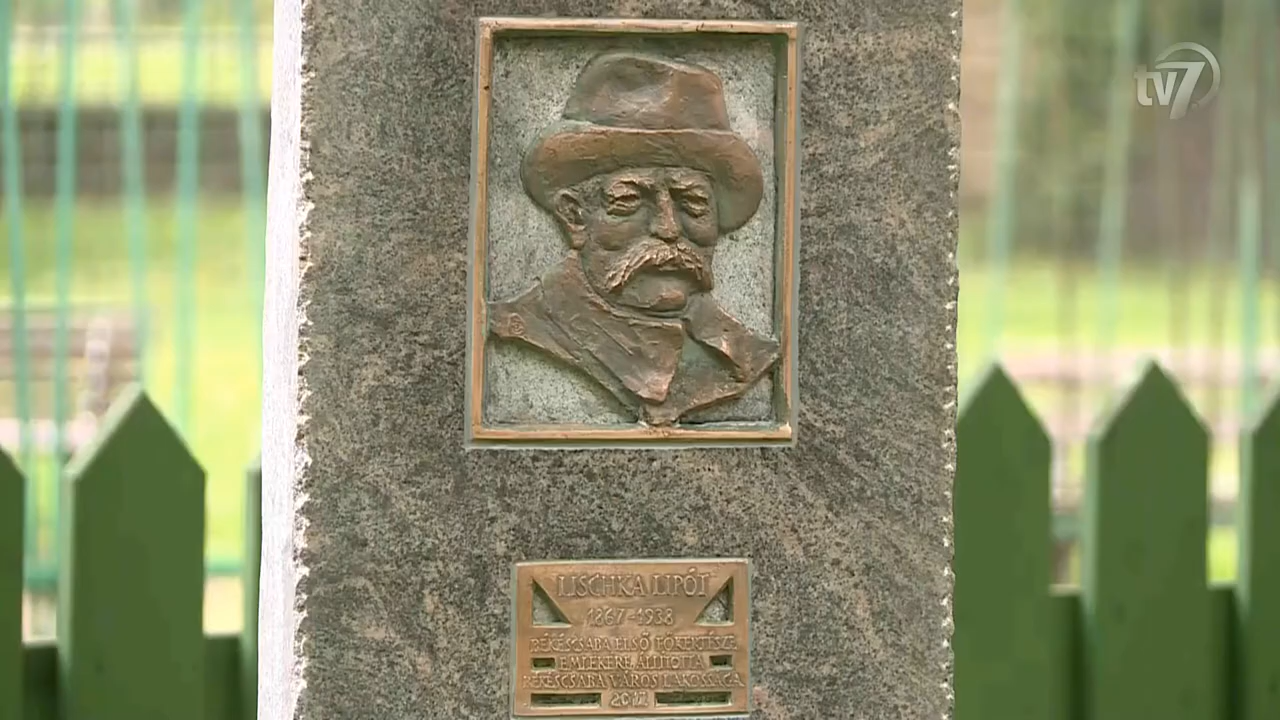 tv7
LISCHKA LIPÓT
1867-1938
BÉKÉSCSABA ELSŐ FŐKERTÉSZE
EMLÉKÉRE ÁLLÍTOTTA
BÉKÉSCSABA VÁROS LAKOSSÁGA
2017